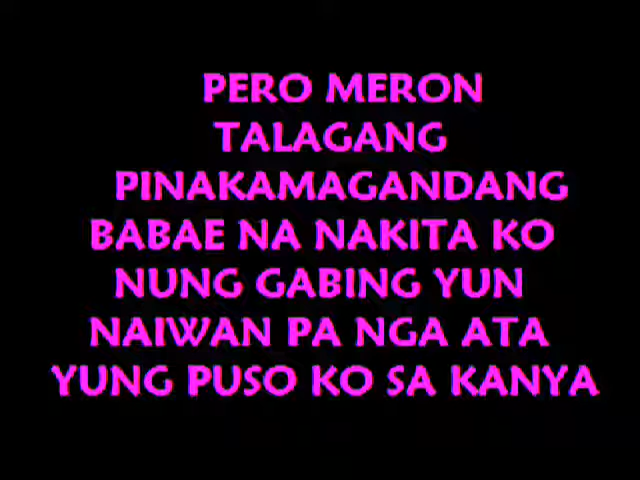 PERO MERON
TALAGANG
PINAKAMAGANDANG
BABAE NA NAKITA KO
NUNG GABING YUN
NAIWAN PA NGA ATA
YUNG PUSO KO SA KANYA